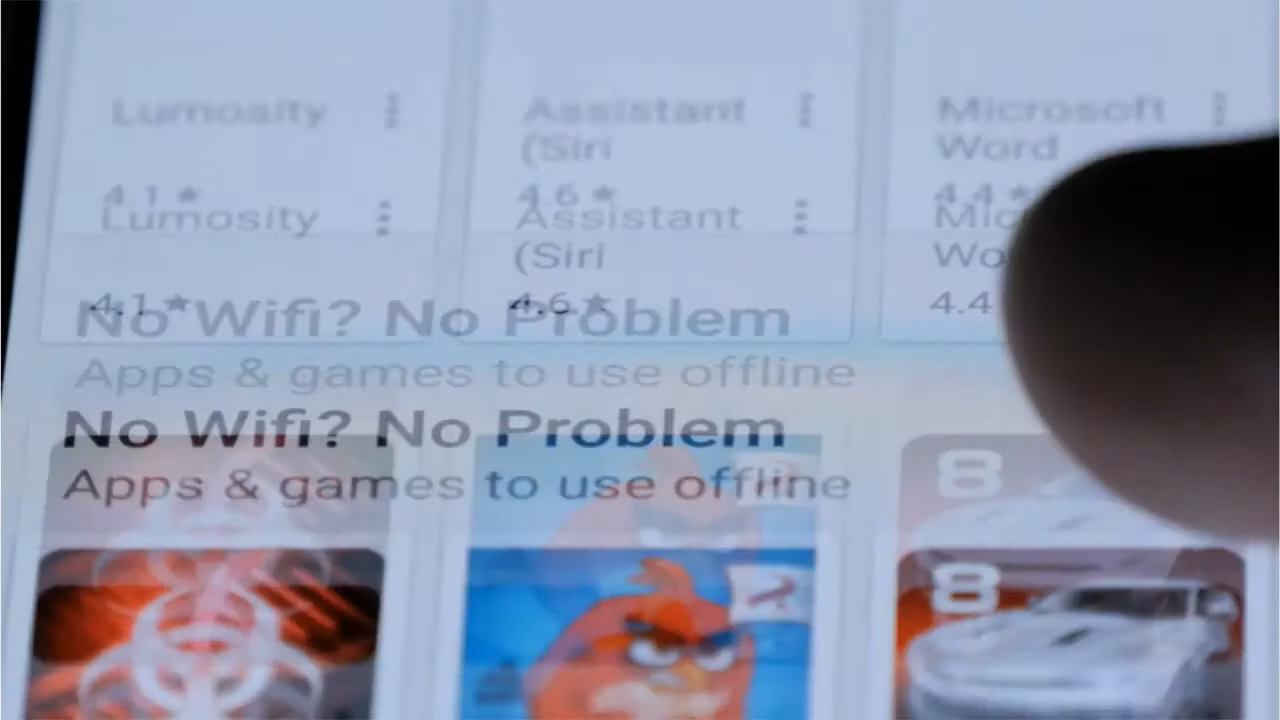 Lumosity
Assistant
(Siri
Microsoft
Word
4.1 ★
4.6 ★
4.4 ★
Lumosity
Assistant
(Siri
Mic
Wo
4.1 ★
4.6 ★
4.4
No Wifi? No Problem
Apps & games to use offline
No Wifi? No Problem
Apps & games to use offline
8
8